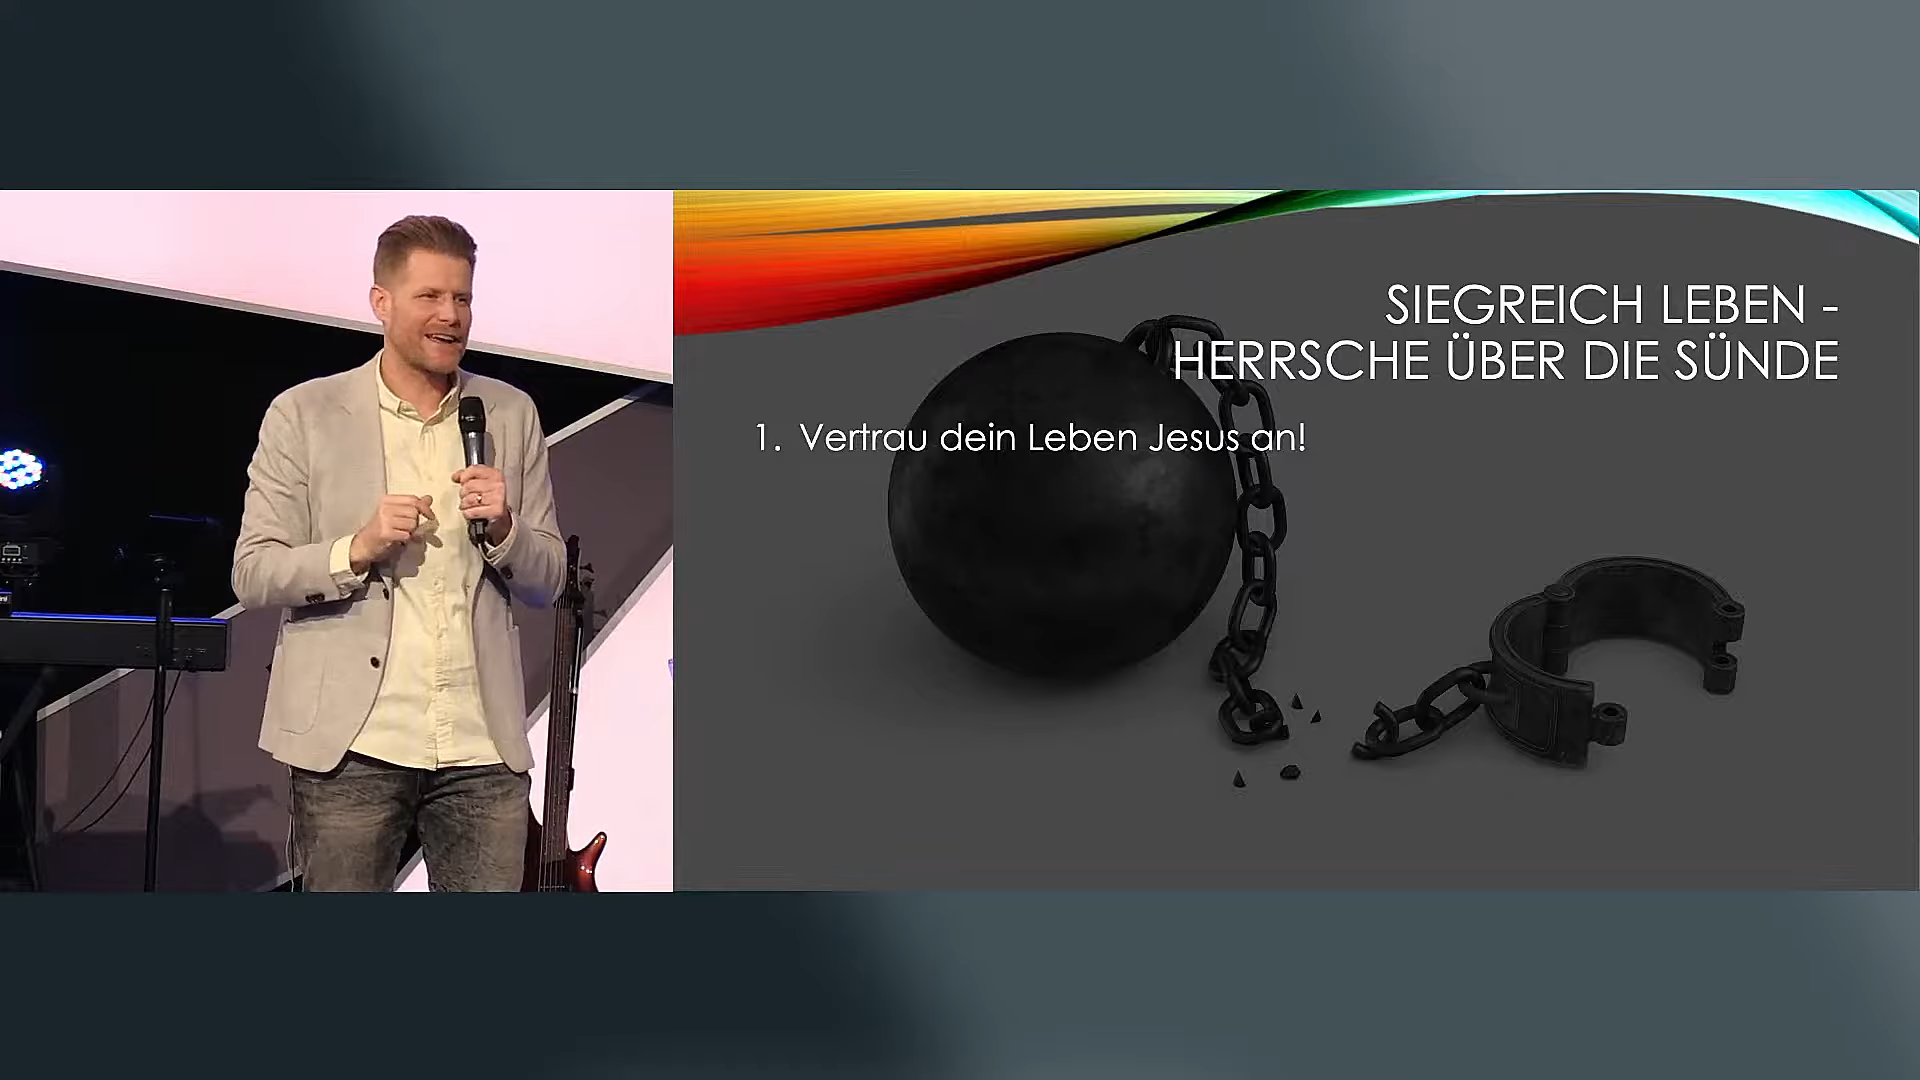 SIEGREICH LEBEN -
HERRSCHE ÜBER DIE SÜNDE
1. Vertrau dein Leben Jesus an!